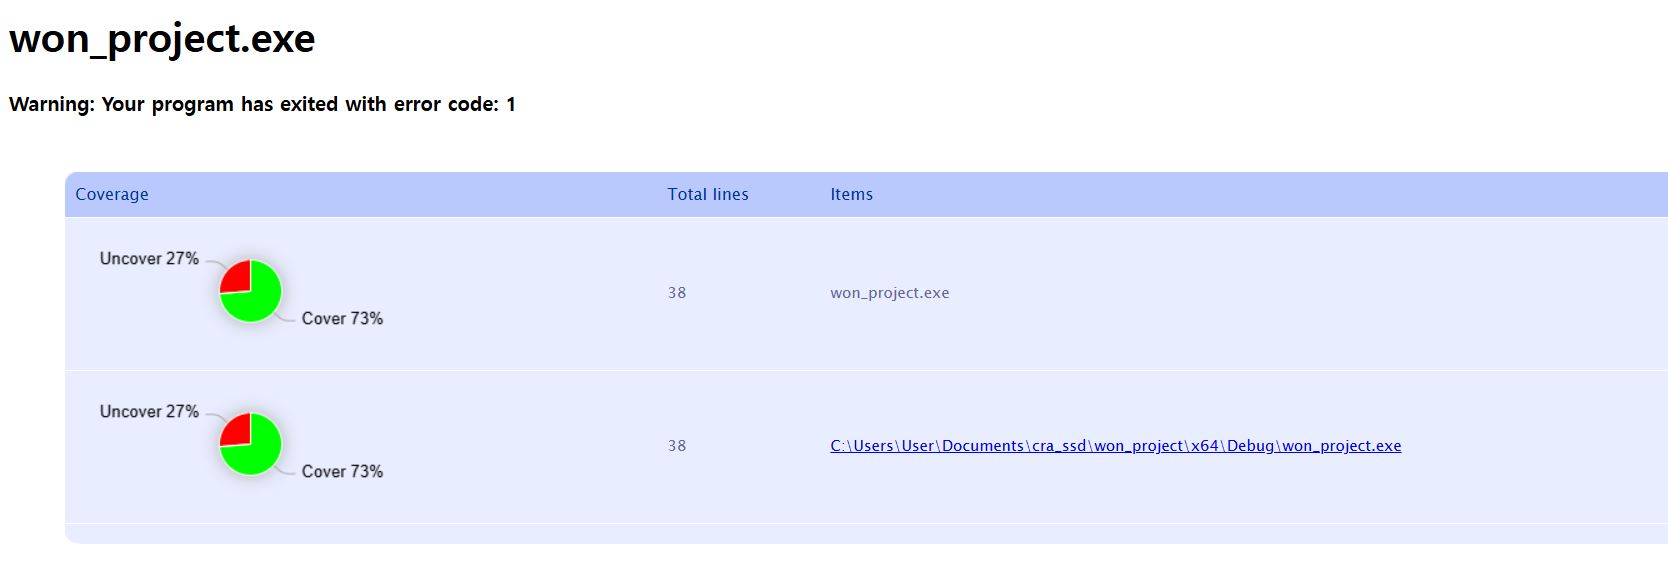 won_project.exe
Warning: Your program has exited with error code: 1
Coverage Total lines Items
Uncover 27%
38 won_project.exe
Cover 73%
Uncover 27%
38 C:\Users\User\Documents\cra_ssd\won_project\x64\Debug\won_project.exe
Cover 73%